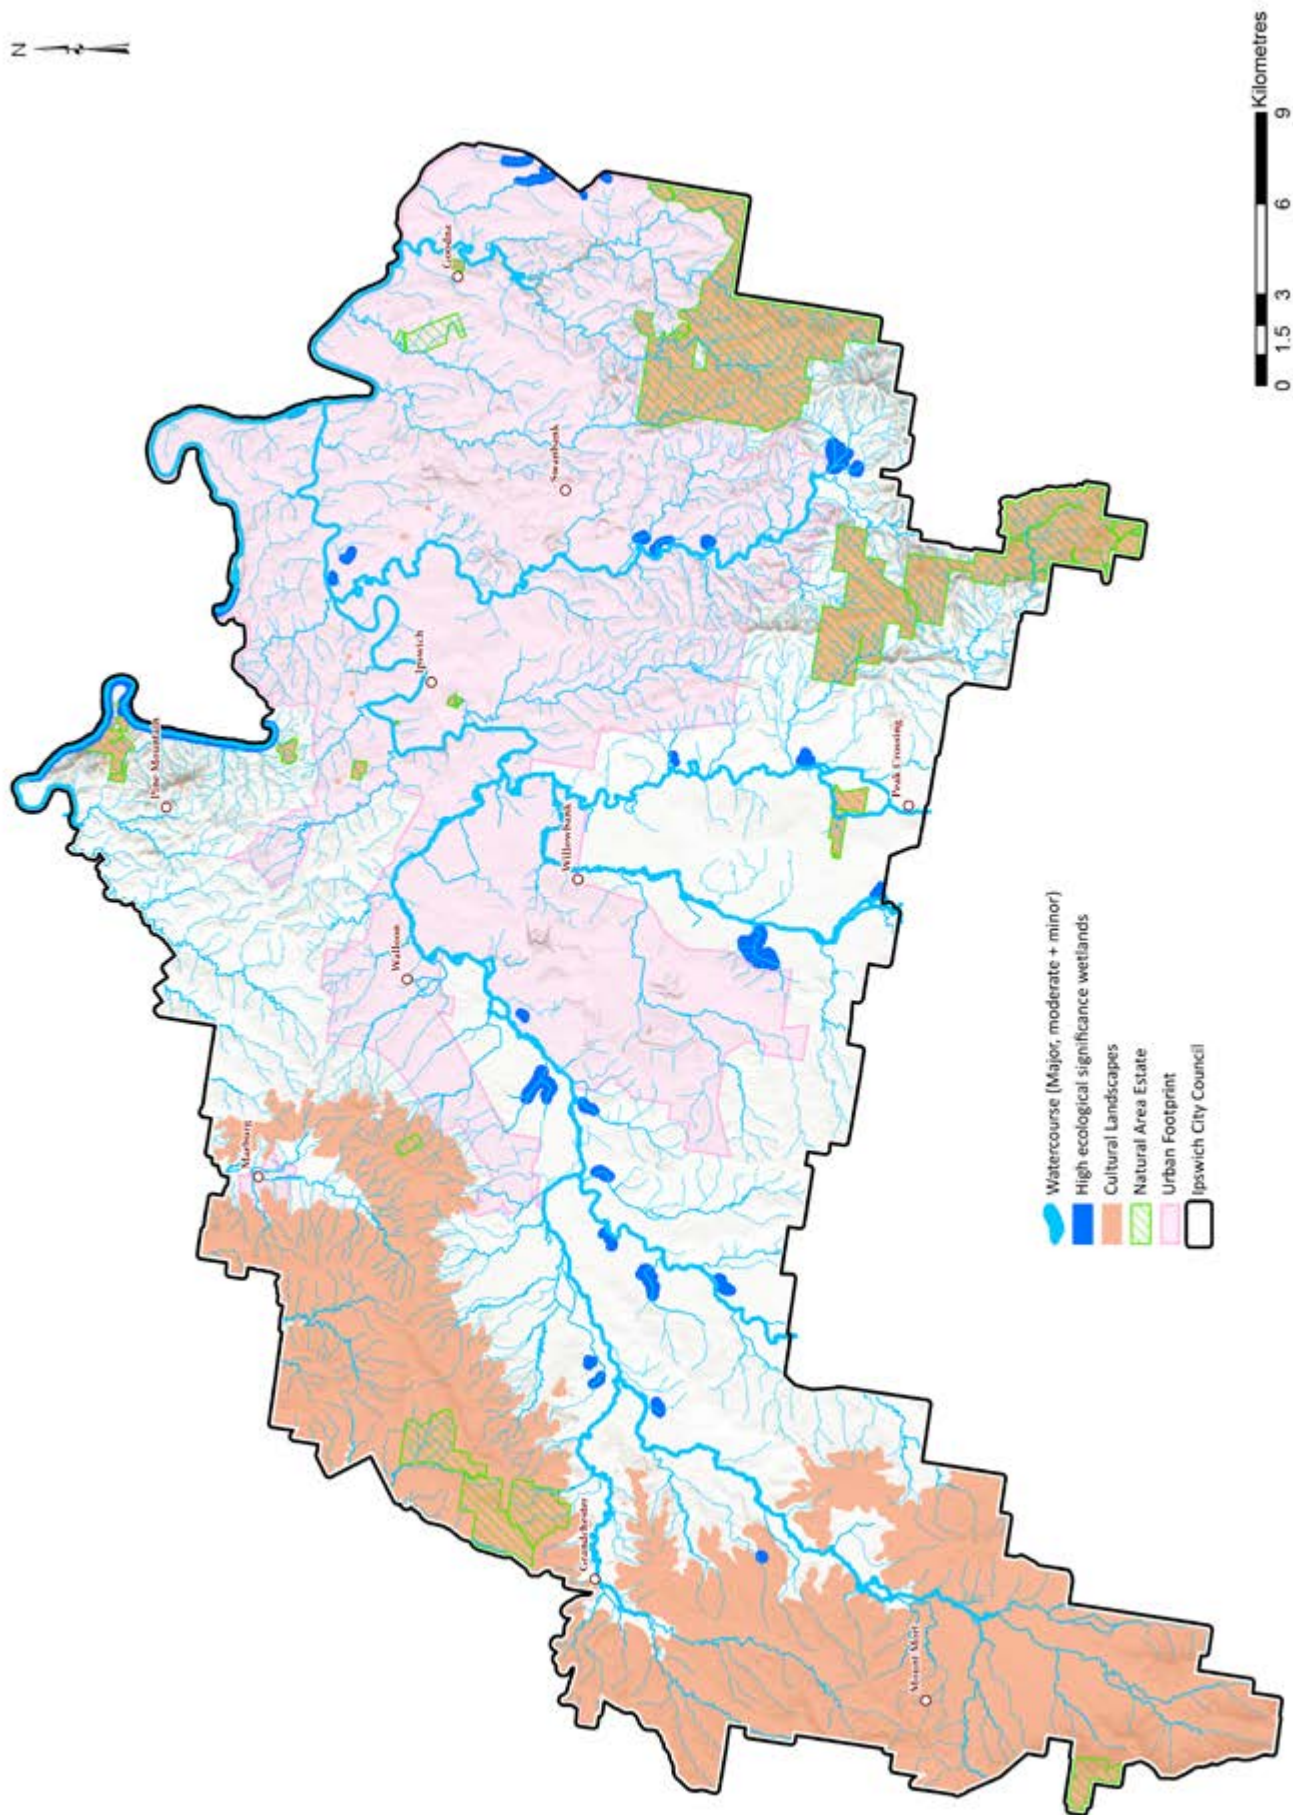 N
Pine Mountain
Marburg
Walloon
Ipswich
Goodna
Swanbank
Willowbank
Grandchester
Peak Crossing
Mount Mort
Watercourse (Major, moderate + minor)
High ecological significance wetlands
Cultural Landscapes
Natural Area Estate
Urban Footprint
Ipswich City Council
0 1.5 3 6 9
Kilometres